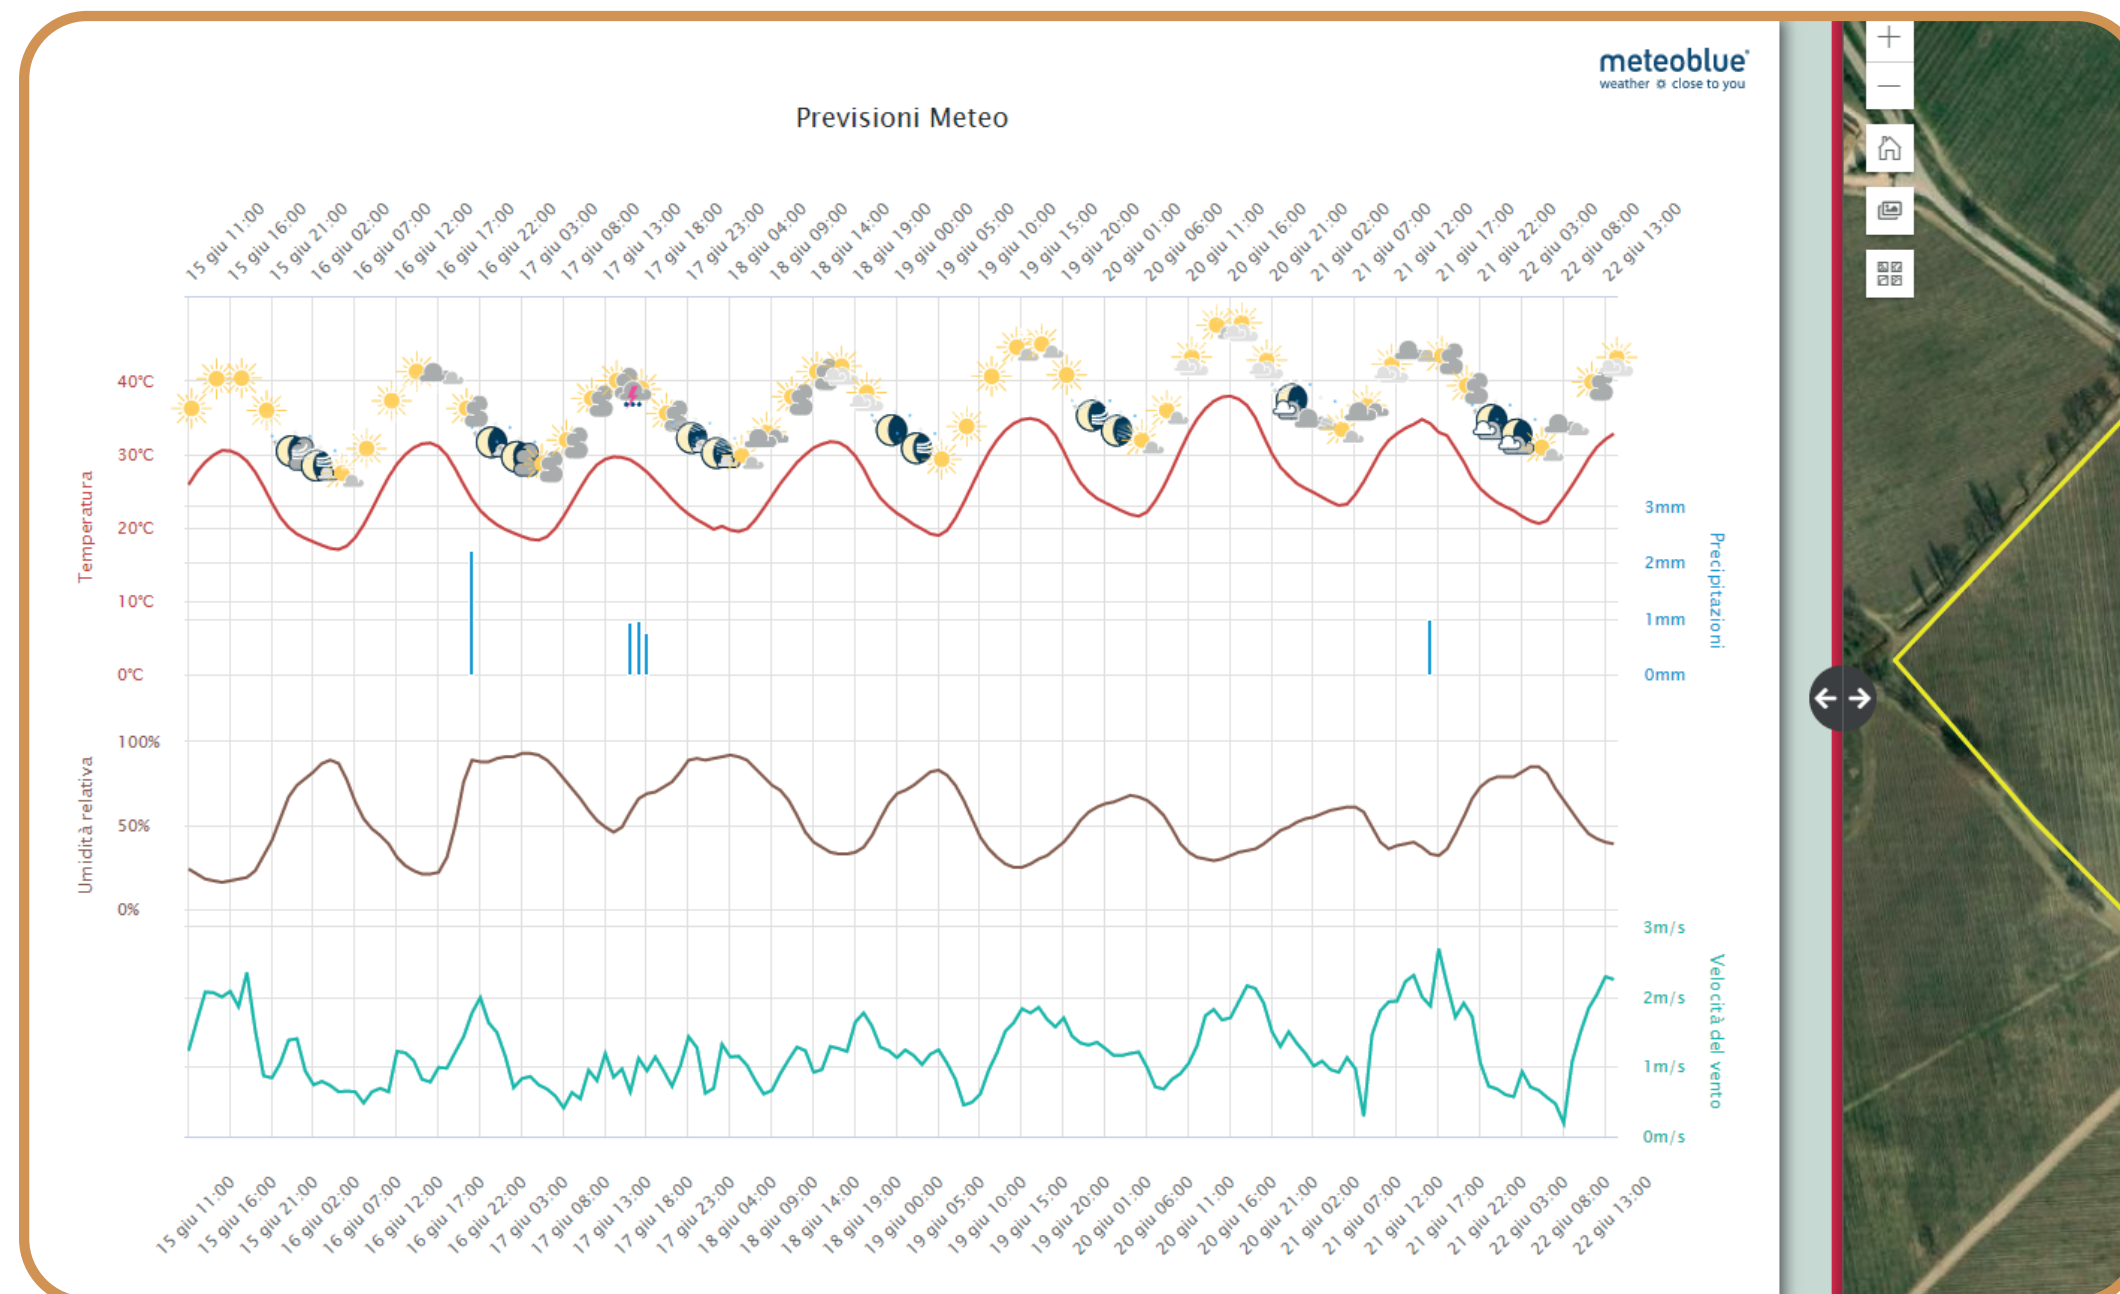 meteoblue
weather close to you
Previsioni Meteo
15 giu 11:00
15 giu 16:00
15 giu 21:00
16 giu 02:00
16 giu 07:00
16 giu 12:00
16 giu 17:00
16 giu 22:00
17 giu 03:00
17 giu 08:00
17 giu 13:00
17 giu 18:00
17 giu 23:00
18 giu 04:00
18 giu 09:00
18 giu 14:00
18 giu 19:00
19 giu 00:00
19 giu 05:00
19 giu 10:00
19 giu 15:00
19 giu 20:00
20 giu 01:00
20 giu 06:00
20 giu 11:00
20 giu 16:00
20 giu 21:00
21 giu 02:00
21 giu 07:00
21 giu 12:00
21 giu 17:00
21 giu 22:00
22 giu 03:00
22 giu 08:00
22 giu 13:00
Temperatura
40°C
30°C
20°C
10°C
0°C
3mm
2mm
1mm
0mm
Precipitazioni
Umidità relativa
100%
50%
0%
3m/s
2m/s
1m/s
0m/s
Velocità del vento
15 giu 11:00
15 giu 16:00
15 giu 21:00
16 giu 02:00
16 giu 07:00
16 giu 12:00
16 giu 17:00
16 giu 22:00
17 giu 03:00
17 giu 08:00
17 giu 13:00
17 giu 18:00
17 giu 23:00
18 giu 04:00
18 giu 09:00
18 giu 14:00
18 giu 19:00
19 giu 00:00
19 giu 05:00
19 giu 10:00
19 giu 15:00
19 giu 20:00
20 giu 01:00
20 giu 06:00
20 giu 11:00
20 giu 16:00
20 giu 21:00
21 giu 02:00
21 giu 07:00
21 giu 12:00
21 giu 17:00
21 giu 22:00
22 giu 03:00
22 giu 08:00
22 giu 13:00